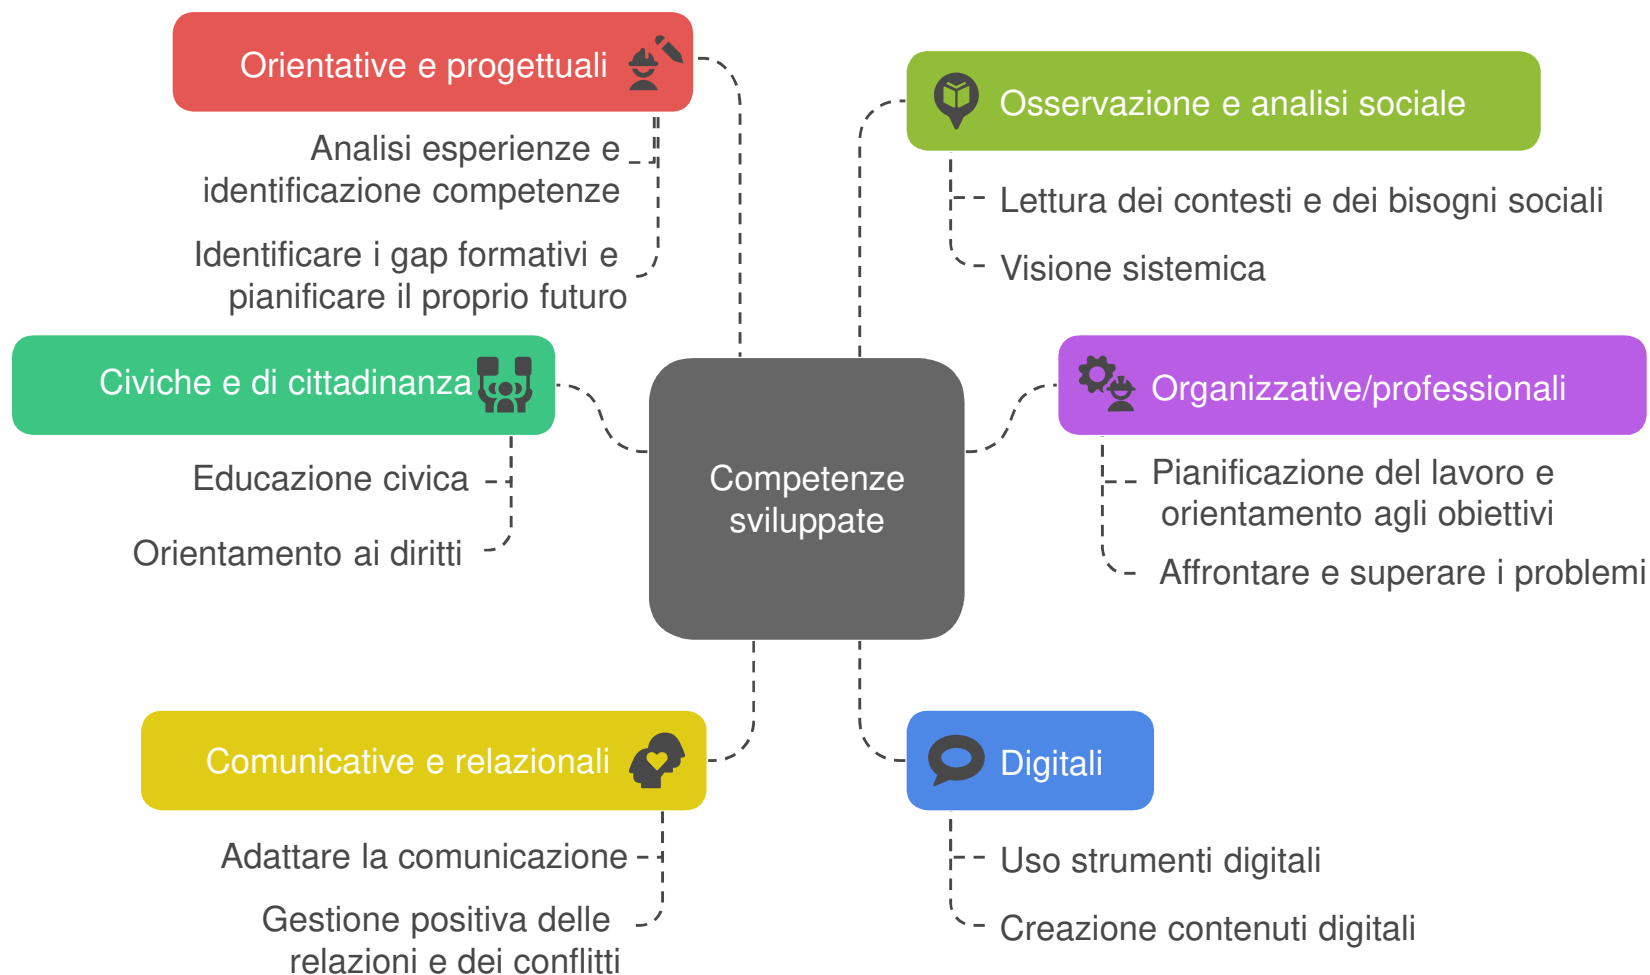 Orientative e progettuali
Analisi esperienze e
identificazione competenze
Identificare i gap formativi e
pianificare il proprio futuro
Civiche e di cittadinanza
Educazione civica
Orientamento ai diritti
Comunicative e relazionali
Adattare la comunicazione
Gestione positiva delle
relazioni e dei conflitti
Competenze
sviluppate
Osservazione e analisi sociale
Lettura dei contesti e dei bisogni sociali
Visione sistemica
Organizzative/professionali
Pianificazione del lavoro e
orientamento agli obiettivi
Affrontare e superare i problemi
Digitali
Uso strumenti digitali
Creazione contenuti digitali